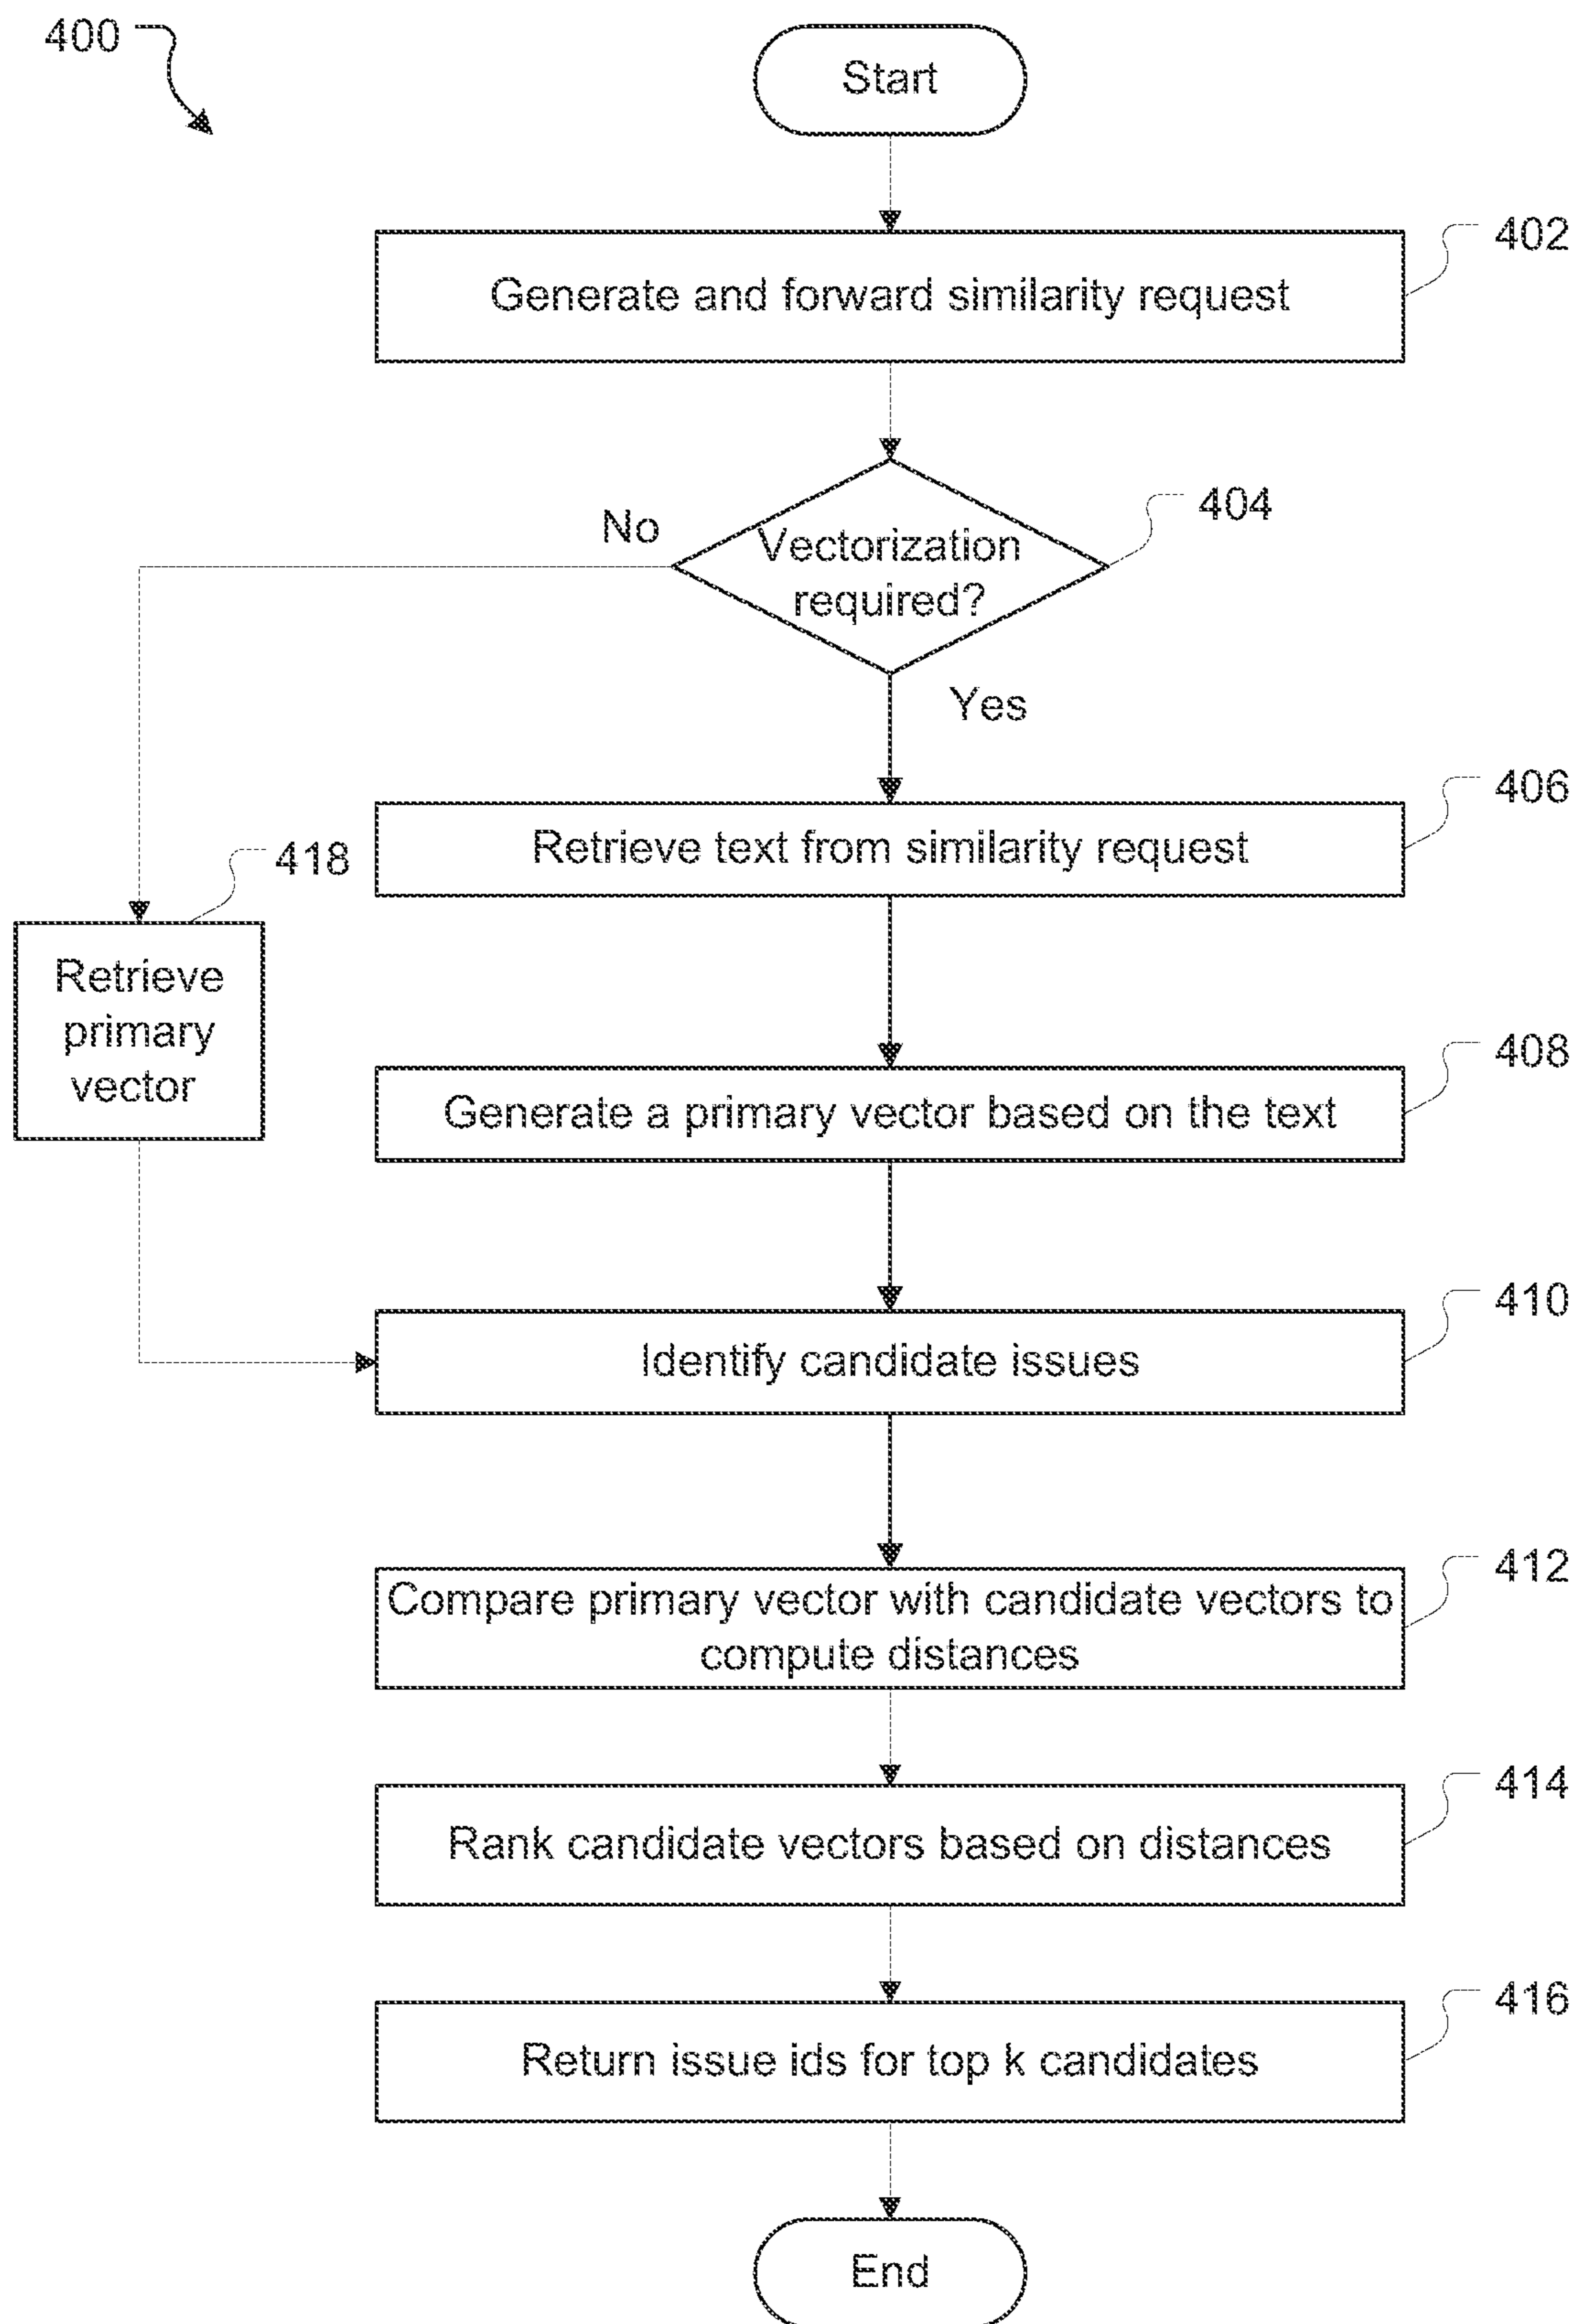 400
Start
402
Generate and forward similarity request
404
No
Vectorization
required?
Yes
406
Retrieve text from similarity request
418
Retrieve
primary
vector
408
Generate a primary vector based on the text
410
Identify candidate issues
412
Compare primary vector with candidate vectors to
compute distances
414
Rank candidate vectors based on distances
416
Return issue ids for top k candidates
End